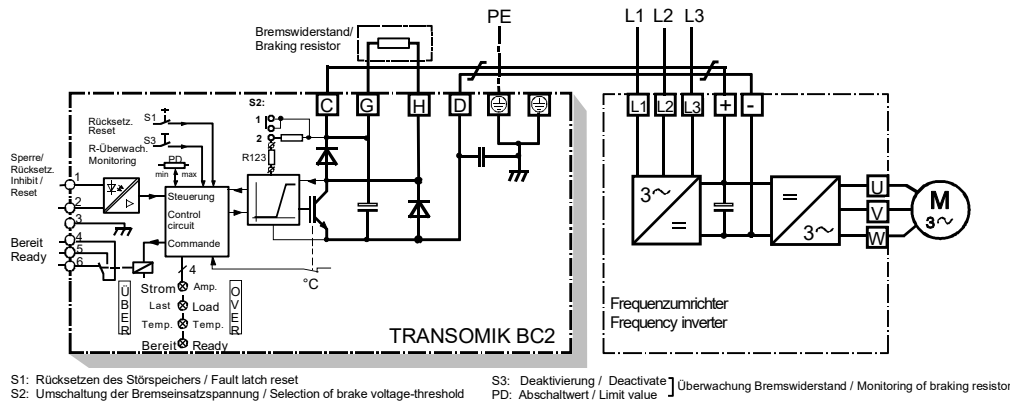 Bremswiderstand/
Braking resistor
PE
L1 L2 L3
S2:
C G H D
L1 L2 L3 + -
S1
Rücksetz.
Reset
S3
R-Überwach.
Monitoring
PD
min max
1
2
R123
Sperre/
Rücksetz.
Inhibit /
Reset
1
2
3
4
5
6
Bereit
Ready
Steuerung
Control
circuit
Commande
4
°C
3~
=
=
3~
U
V
W
M
3~
ÜBER
OVER
Strom Amp.
Last Load
Temp. Temp.
Bereit Ready
TRANSOMIK BC2
Frequenzumrichter
Frequency inverter
S1: Rücksetzen des Störspeichers / Fault latch reset
S2: Umschaltung der Bremseinsatzspannung / Selection of brake voltage-threshold
S3: Deaktivierung / Deactivate
PD: Abschaltwert / Limit value
Überwachung Bremswiderstand / Monitoring of braking resistor